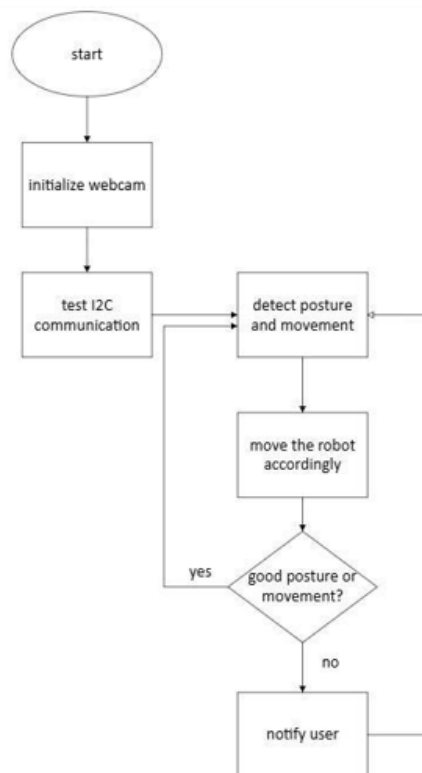 start
initialize webcam
test I2C
communication
detect posture
and movement
move the robot
accordingly
good posture or
movement?
yes
no
notify user